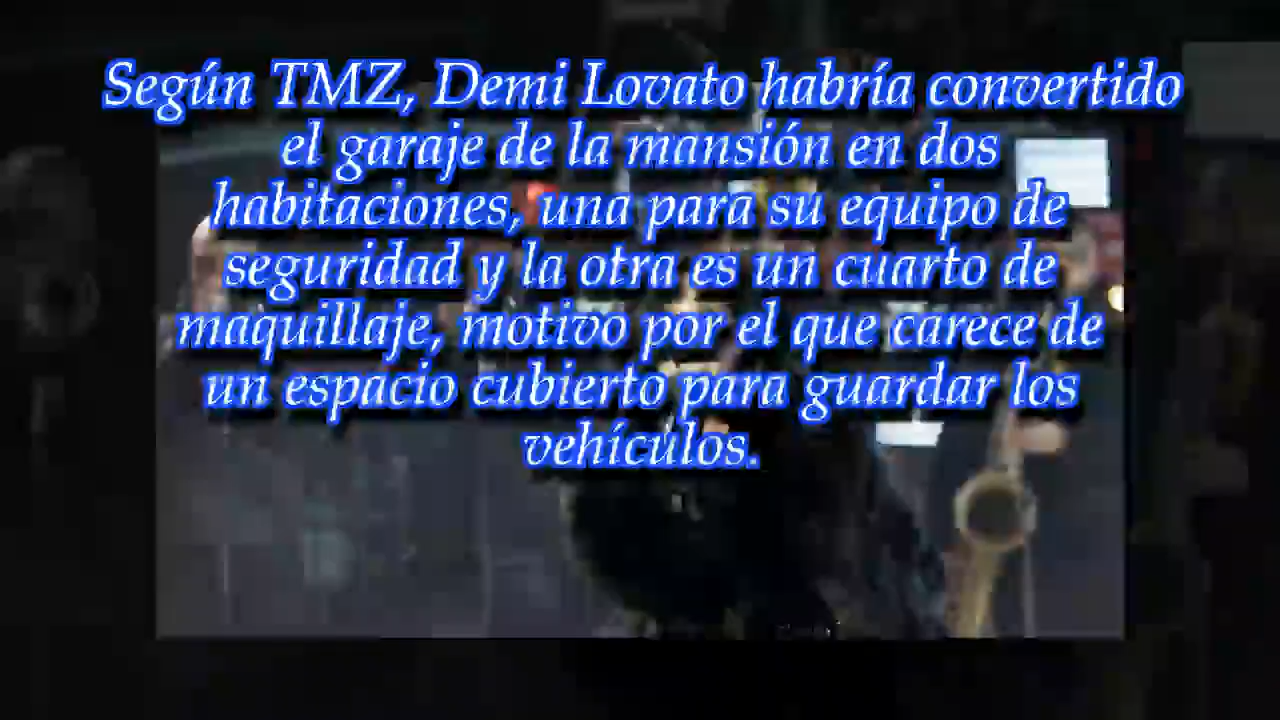 Según TMZ, Demi Lovato habría convertido
el garaje de la mansión en dos
habitaciones, una para su equipo de
seguridad y la otra es un cuarto de
maquillaje, motivo por el que carece de
un espacio cubierto para guardar los
vehículos.